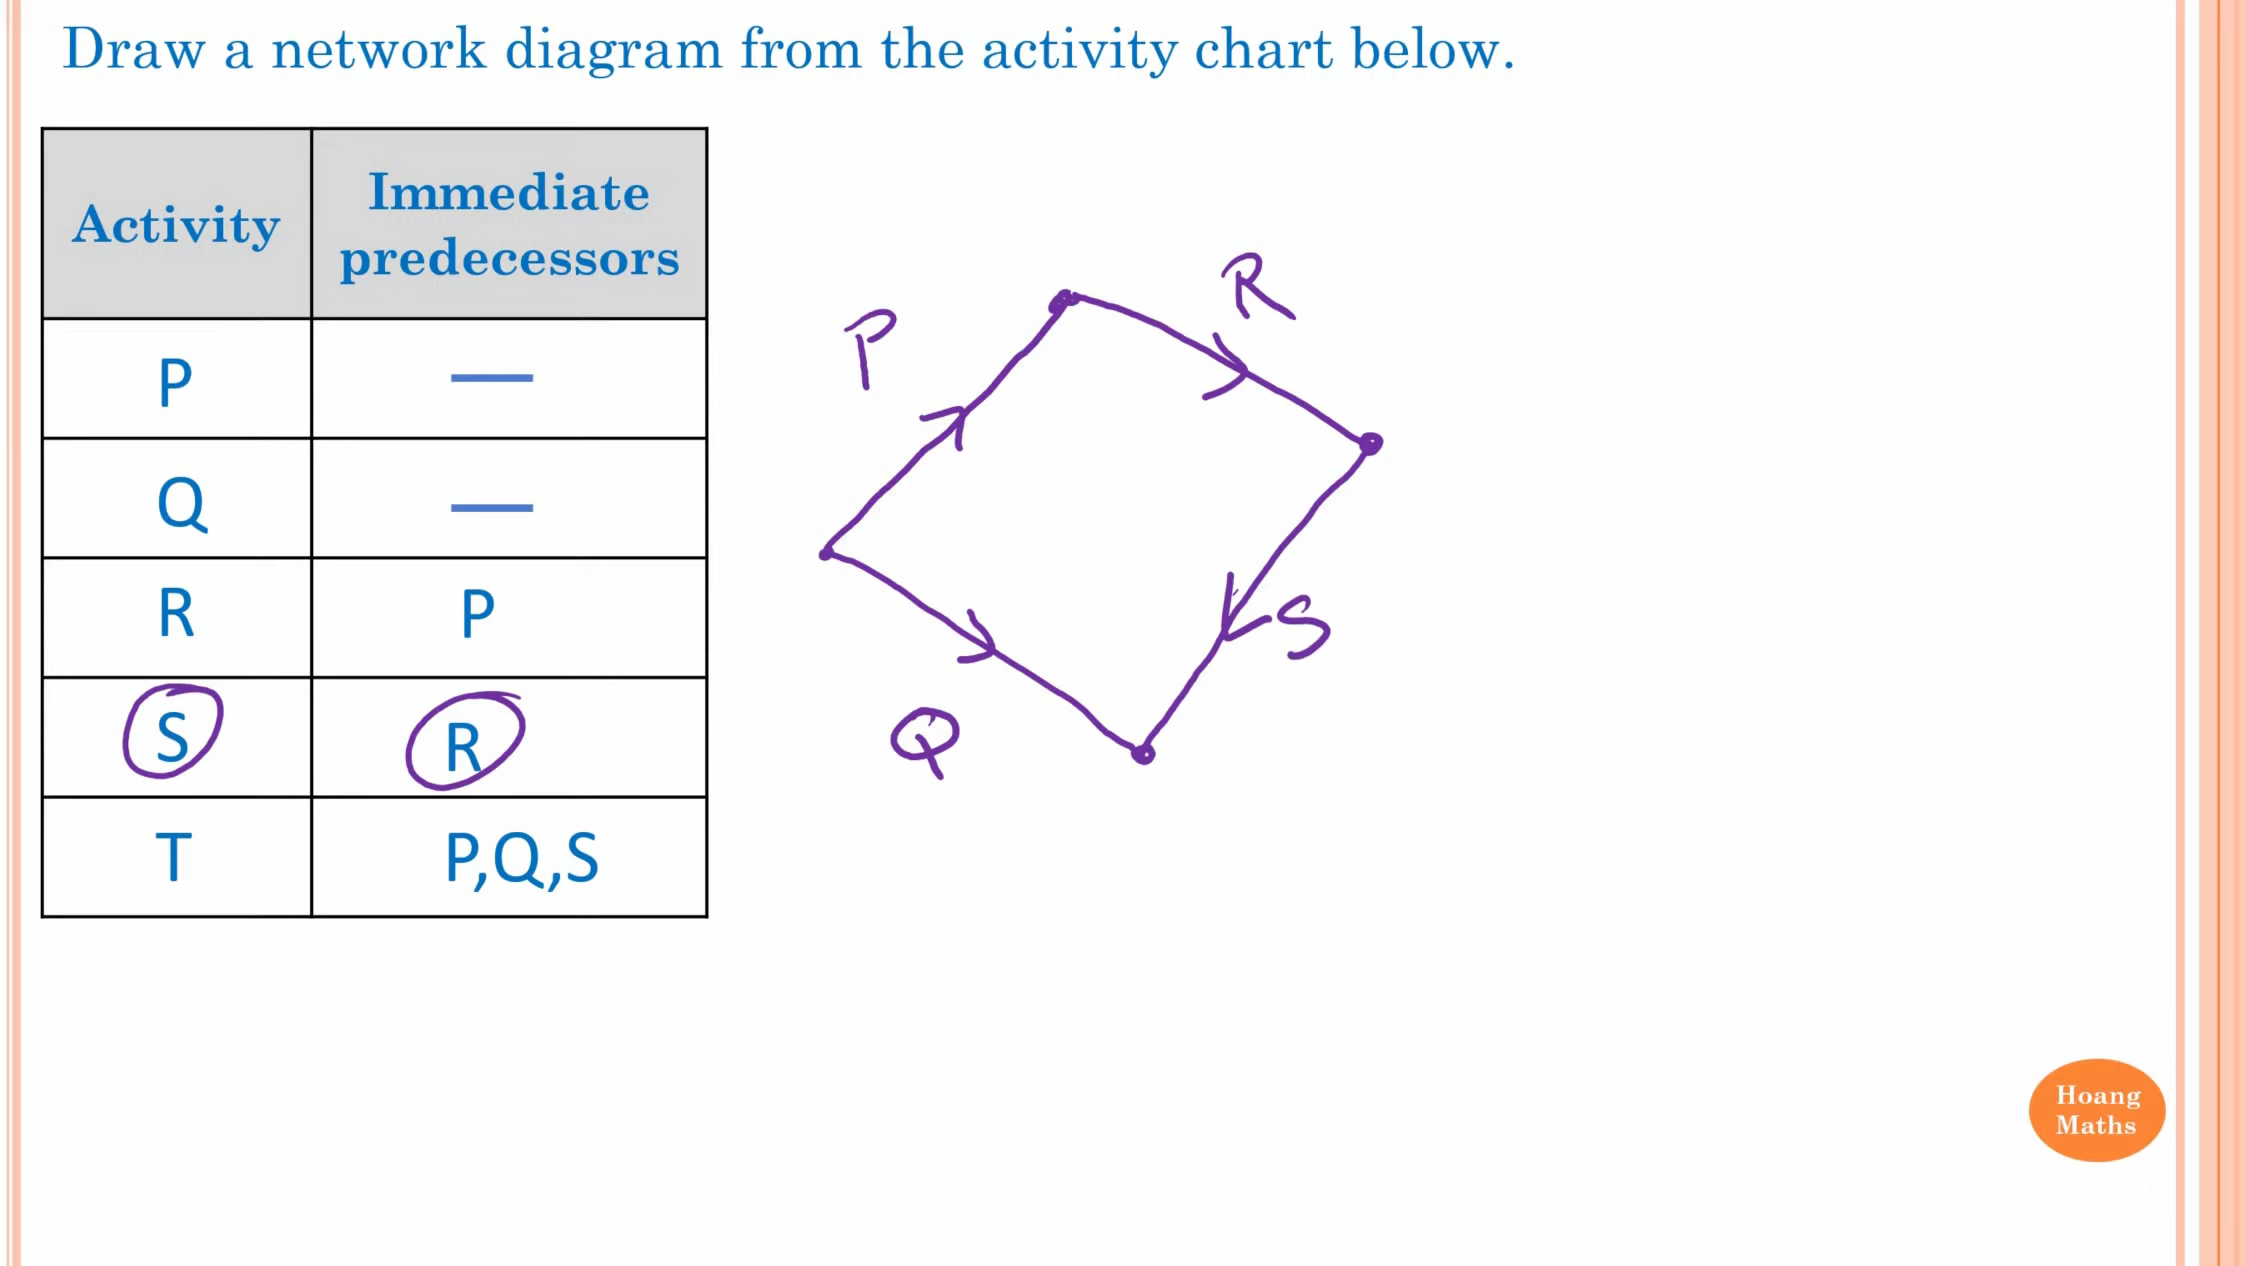 Draw a network diagram from the activity chart below.
Activity
Immediate
predecessors
P —
Q —
R P
S R
T P,Q,S
P
R
S
Q
Hoang
Maths